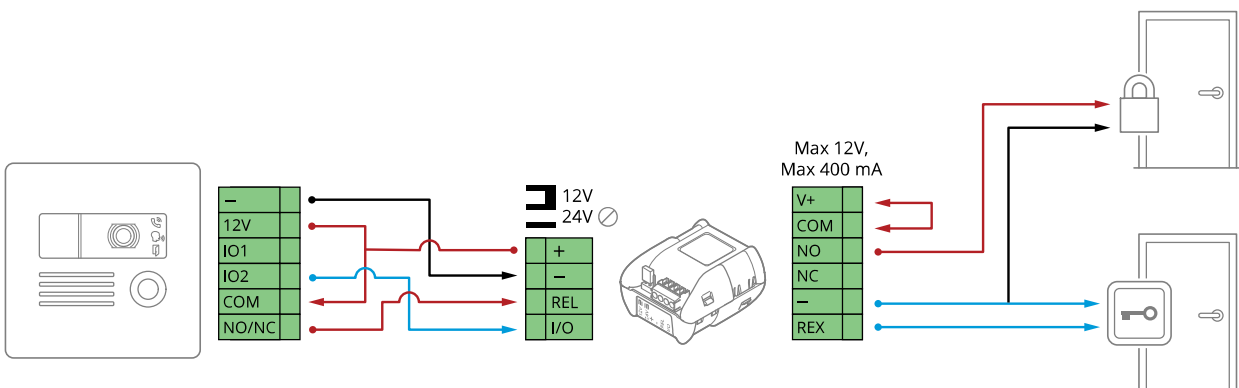 –
12V
IO1
IO2
COM
NO/NC
12V
24V
+
–
REL
I/O
Max 12V,
Max 400 mA
V+
COM
NO
NC
–
REX